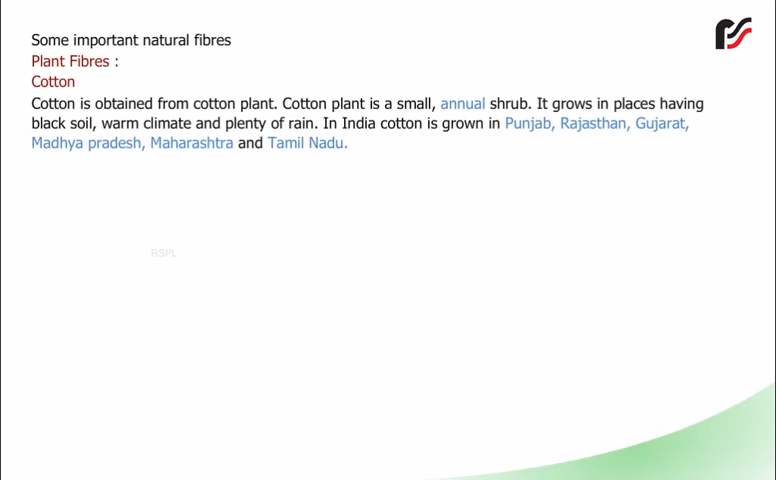 Some important natural fibres
Plant Fibres :
Cotton
Cotton is obtained from cotton plant. Cotton plant is a small, annual shrub. It grows in places having
black soil, warm climate and plenty of rain. In India cotton is grown in Punjab, Rajasthan, Gujarat,
Madhya pradesh, Maharashtra and Tamil Nadu.
RSPL